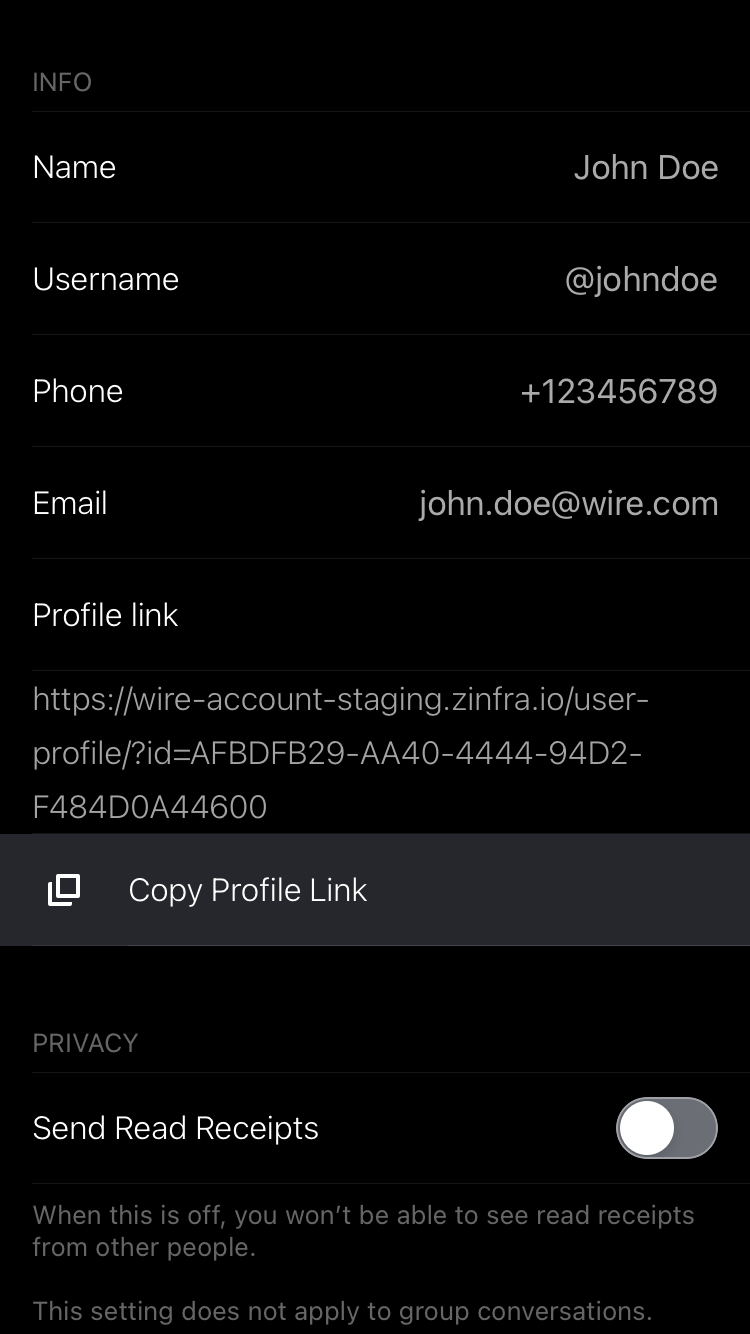 INFO
Name John Doe
Username @johndoe
Phone +123456789
Email john.doe@wire.com
Profile link
https://wire-account-staging.zinfra.io/user-
profile/?id=AFBDFB29-AA40-4444-94D2-
F484D0A44600
Copy Profile Link
PRIVACY
Send Read Receipts
When this is off, you won’t be able to see read receipts
from other people.
This setting does not apply to group conversations.